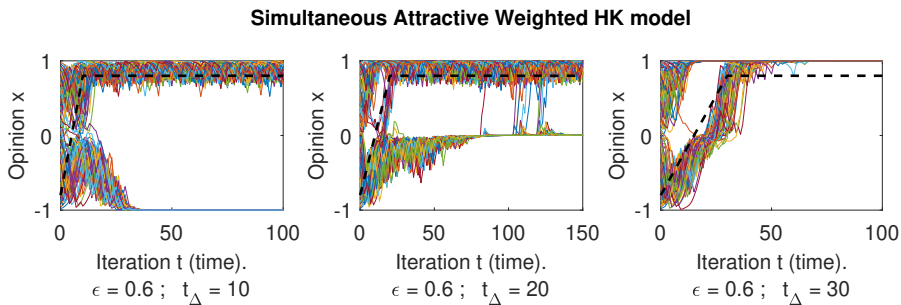 Simultaneous Attractive Weighted HK model
Opinion x
1
0
-1
0
50
100
Iteration t (time).
ϵ = 0.6 ; t_Δ = 10
Opinion x
1
0
-1
0
50
100
150
Iteration t (time).
ϵ = 0.6 ; t_Δ = 20
Opinion x
1
0
-1
0
50
100
Iteration t (time).
ϵ = 0.6 ; t_Δ = 30